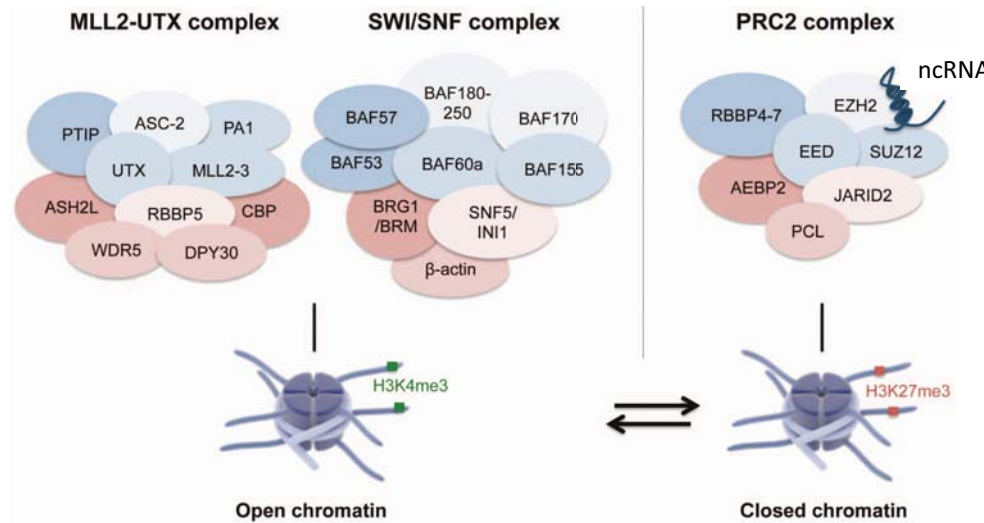 MLL2-UTX complex
SWI/SNF complex
PRC2 complex
PTIP
ASC-2
PA1
UTX
MLL2-3
ASH2L
RBBP5
CBP
WDR5
DPY30
BAF57
BAF180-
250
BAF170
BAF53
BAF60a
BAF155
BRG1
/BRM
SNF5/
INI1
β-actin
RBBP4-7
EZH2
ncRNA
EED
SUZ12
AEBP2
JARID2
PCL
H3K4me3
H3K27me3
Open chromatin
Closed chromatin